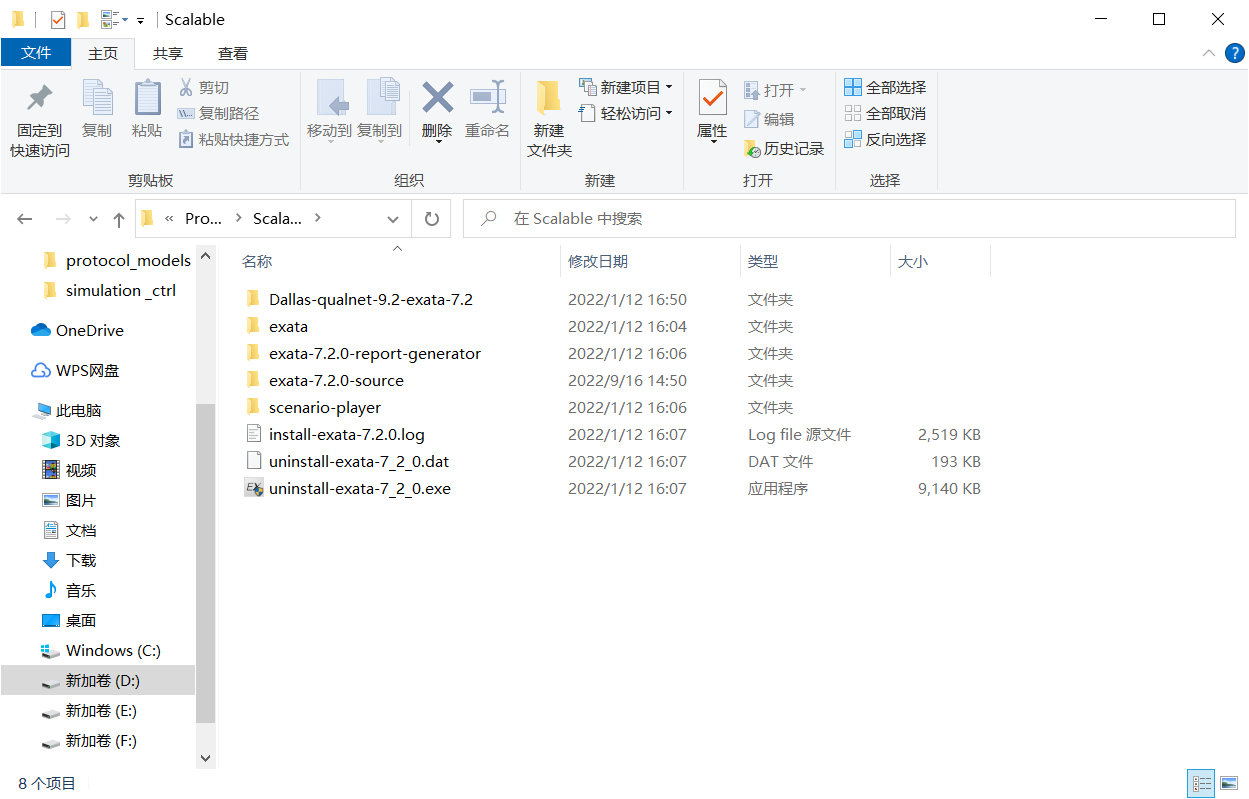 Scalable
文件 主页 共享 查看
固定到快速访问 复制 粘贴 剪切 复制路径 粘贴快捷方式
移动到 复制到 删除 重命名
新建文件夹 新建项目 轻松访问
属性 打开 编辑 历史记录
全部选择 全部取消 反向选择
剪贴板 组织 新建 打开 选择
« Pro... Scala... 在 Scalable 中搜索
protocol_models
simulation _ctrl
OneDrive
WPS网盘
此电脑
3D 对象
视频
图片
文档
下载
音乐
桌面
Windows (C:)
新加卷 (D:)
新加卷 (E:)
新加卷 (F:)
名称 修改日期 类型 大小
Dallas-qualnet-9.2-exata-7.2 2022/1/12 16:50 文件夹
exata 2022/1/12 16:04 文件夹
exata-7.2.0-report-generator 2022/1/12 16:06 文件夹
exata-7.2.0-source 2022/9/16 14:50 文件夹
scenario-player 2022/1/12 16:06 文件夹
install-exata-7.2.0.log 2022/1/12 16:07 Log file 源文件 2,519 KB
uninstall-exata-7_2_0.dat 2022/1/12 16:07 DAT 文件 193 KB
uninstall-exata-7_2_0.exe 2022/1/12 16:07 应用程序 9,140 KB
8 个项目